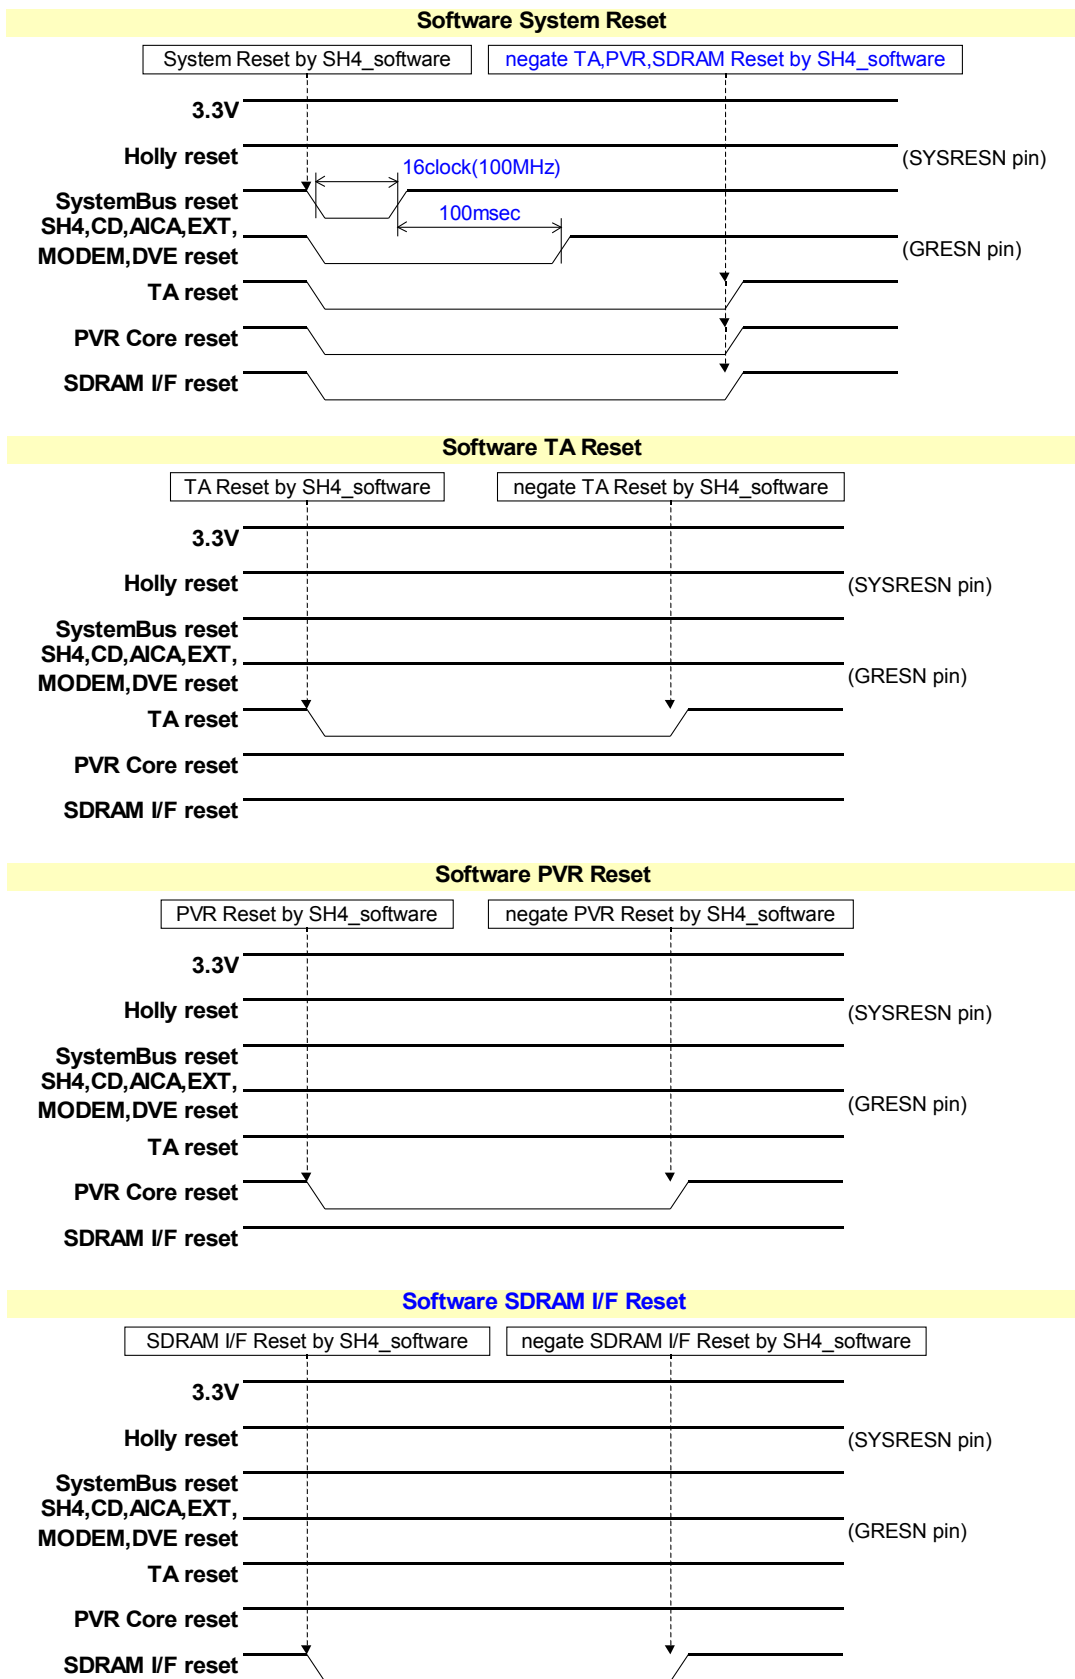 Software System Reset
System Reset by SH4_software
negate TA,PVR,SDRAM Reset by SH4_software
3.3V
Holly reset
(SYSRESN pin)
16clock(100MHz)
SystemBus reset
100msec
SH4,CD,AICA,EXT,
MODEM,DVE reset
(GRESN pin)
TA reset
PVR Core reset
SDRAM I/F reset
Software TA Reset
TA Reset by SH4_software
negate TA Reset by SH4_software
3.3V
Holly reset
(SYSRESN pin)
SystemBus reset
SH4,CD,AICA,EXT,
MODEM,DVE reset
(GRESN pin)
TA reset
PVR Core reset
SDRAM I/F reset
Software PVR Reset
PVR Reset by SH4_software
negate PVR Reset by SH4_software
3.3V
Holly reset
(SYSRESN pin)
SystemBus reset
SH4,CD,AICA,EXT,
MODEM,DVE reset
(GRESN pin)
TA reset
PVR Core reset
SDRAM I/F reset
Software SDRAM I/F Reset
SDRAM I/F Reset by SH4_software
negate SDRAM I/F Reset by SH4_software
3.3V
Holly reset
(SYSRESN pin)
SystemBus reset
SH4,CD,AICA,EXT,
MODEM,DVE reset
(GRESN pin)
TA reset
PVR Core reset
SDRAM I/F reset